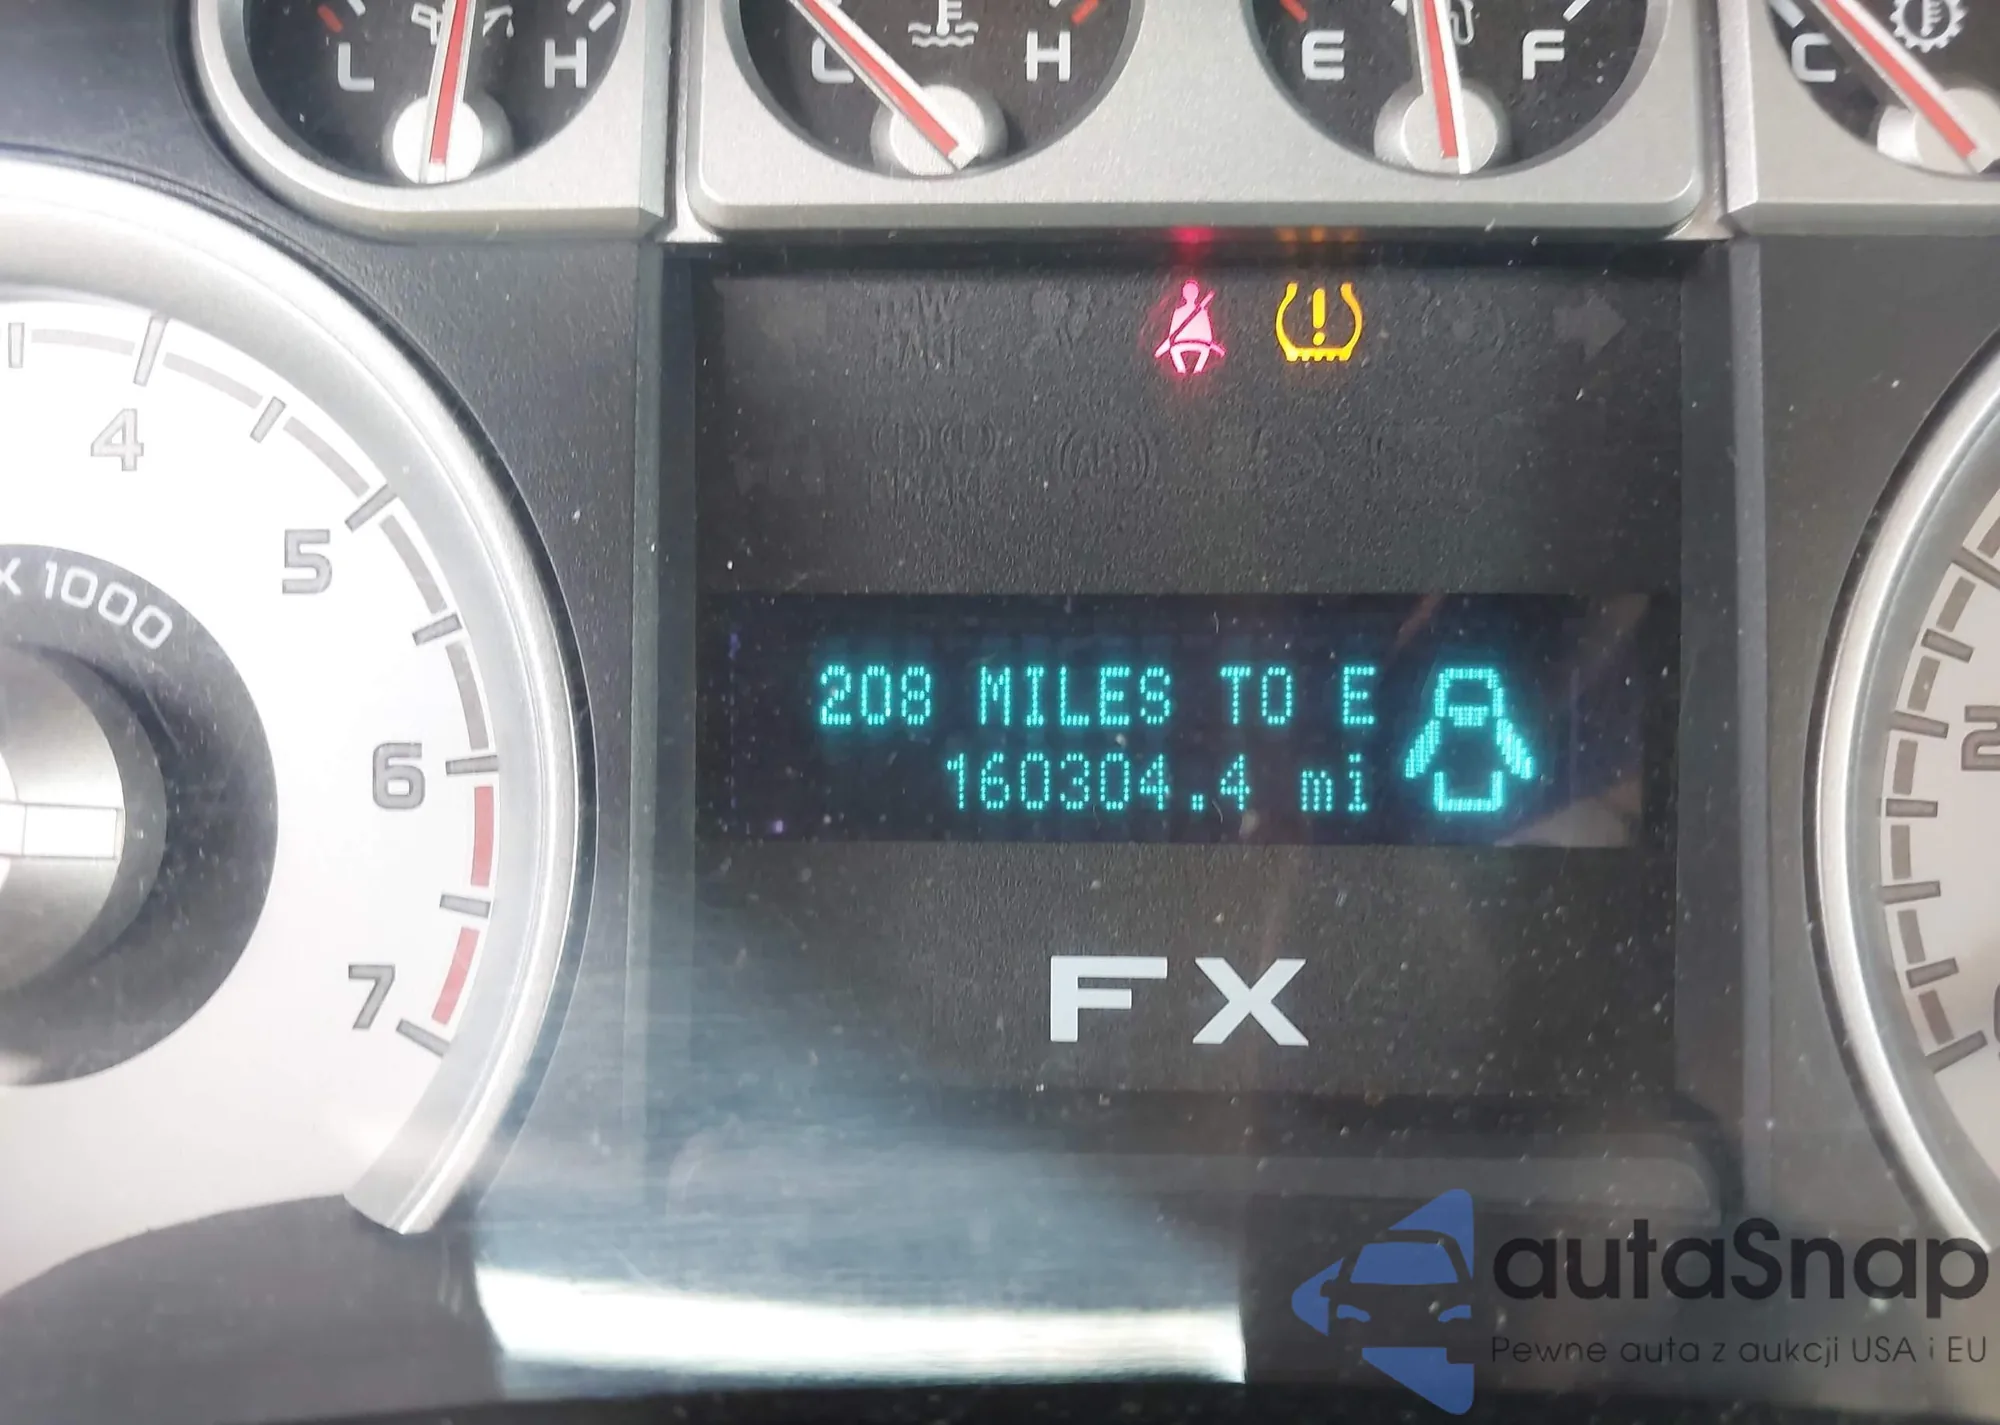 L H
C H
E F
C
4
5
X 1000
6
7
208 MILES TO E
160304.4 mi
FX
autaSnap
Pewne auta z aukcji USA i EU